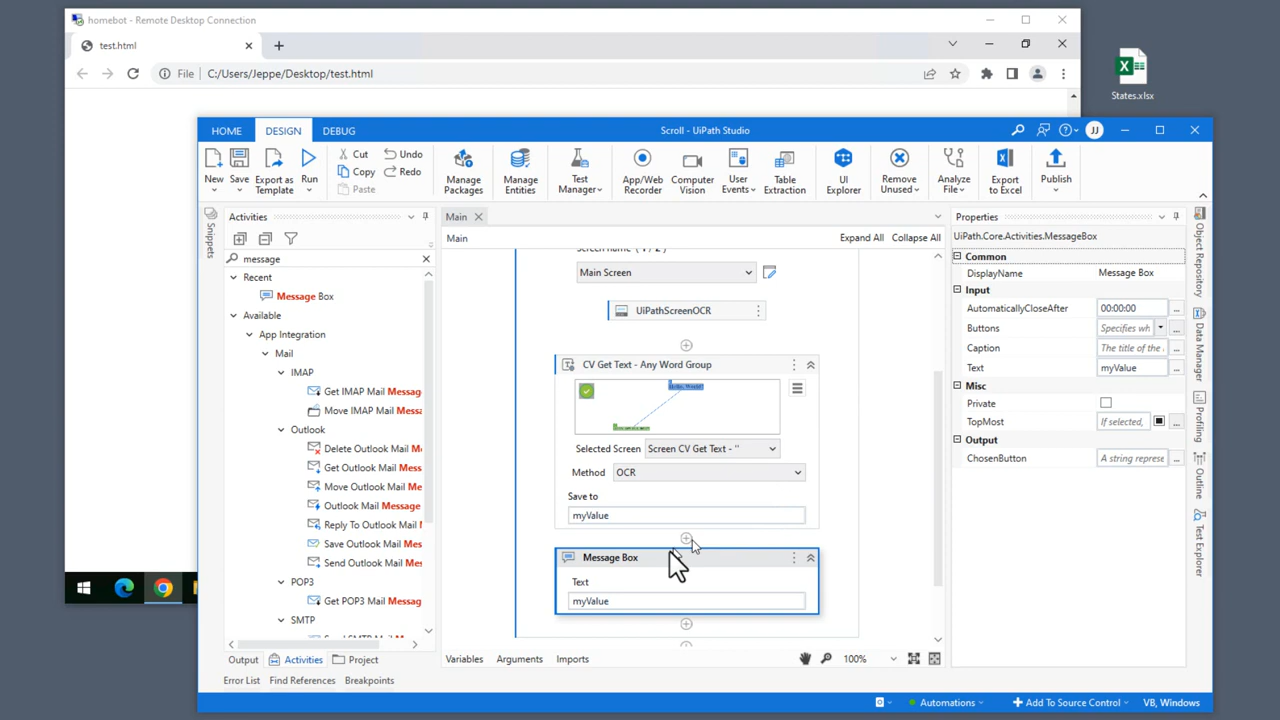 homebot - Remote Desktop Connection
test.html
File C:/Users/Jeppe/Desktop/test.html
States.xlsx
HOME DESIGN DEBUG Scroll - UiPath Studio JJ
New Save Export as Template Run Cut Copy Paste Undo Redo Manage Packages Manage Entities Test Manager App/Web Recorder Computer Vision User Events Table Extraction UI Explorer Remove Unused Analyze File Export to Excel Publish
Snippets
Activities
message
Recent
Message Box
Available
App Integration
Mail
IMAP
Get IMAP Mail Messag
Move IMAP Mail Messa
Outlook
Delete Outlook Mail M
Get Outlook Mail Mess
Move Outlook Mail Me
Outlook Mail Message
Reply To Outlook Mail
Save Outlook Mail Mes
Send Outlook Mail Me
POP3
Get POP3 Mail Messag
SMTP
Output Activities Project
Error List Find References Breakpoints
Main
Main Expand All Collapse All
Main Screen
UiPathScreenOCR
CV Get Text - Any Word Group
Selected Screen Screen CV Get Text - ''
Method OCR
Save to
myValue
Message Box
Text
myValue
Variables Arguments Imports 100%
Properties
UiPath.Core.Activities.MessageBox
Common
DisplayName Message Box
Input
AutomaticallyCloseAfter 00:00:00 ...
Buttons Specifies wh ...
Caption The title of the ...
Text myValue ...
Misc
Private
TopMost If selected, ...
Output
ChosenButton A string represe ...
Object Repository
Data Manager
Profiling
Outline
Test Explorer
Automations Add To Source Control VB, Windows